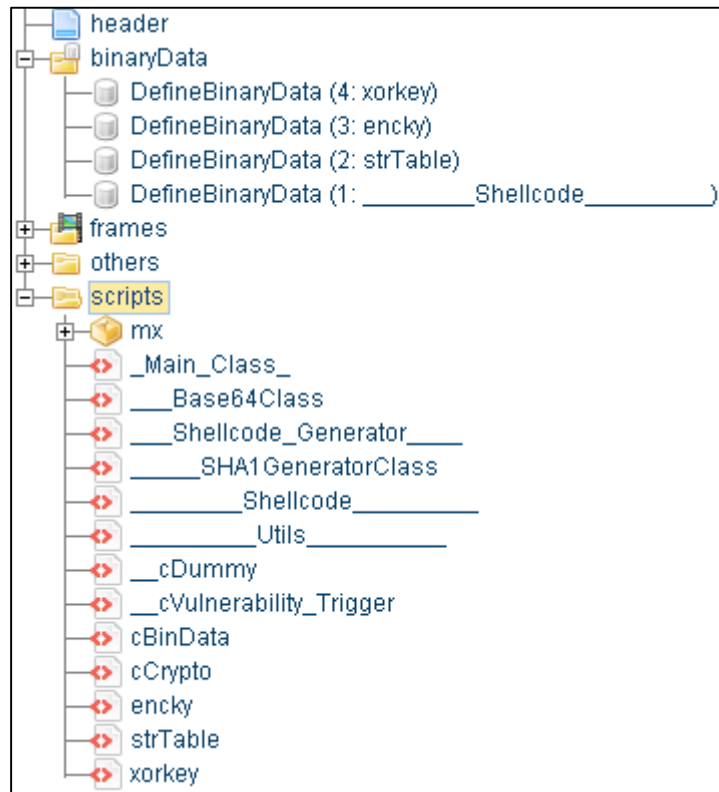 header
binaryData
DefineBinaryData (4: xorkey)
DefineBinaryData (3: encky)
DefineBinaryData (2: strTable)
DefineBinaryData (1: _________Shellcode__________)
frames
others
scripts
mx
_Main_Class_
___Base64Class
___Shellcode_Generator____
_____SHA1GeneratorClass
_________Shellcode__________
__________Utils___________
__cDummy
__cVulnerability_Trigger
cBinData
cCrypto
encky
strTable
xorkey